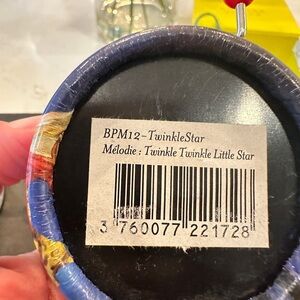 BPM12-TwinkleStar
Mélodie : Twinkle Twinkle Little Star
3 760077 221728